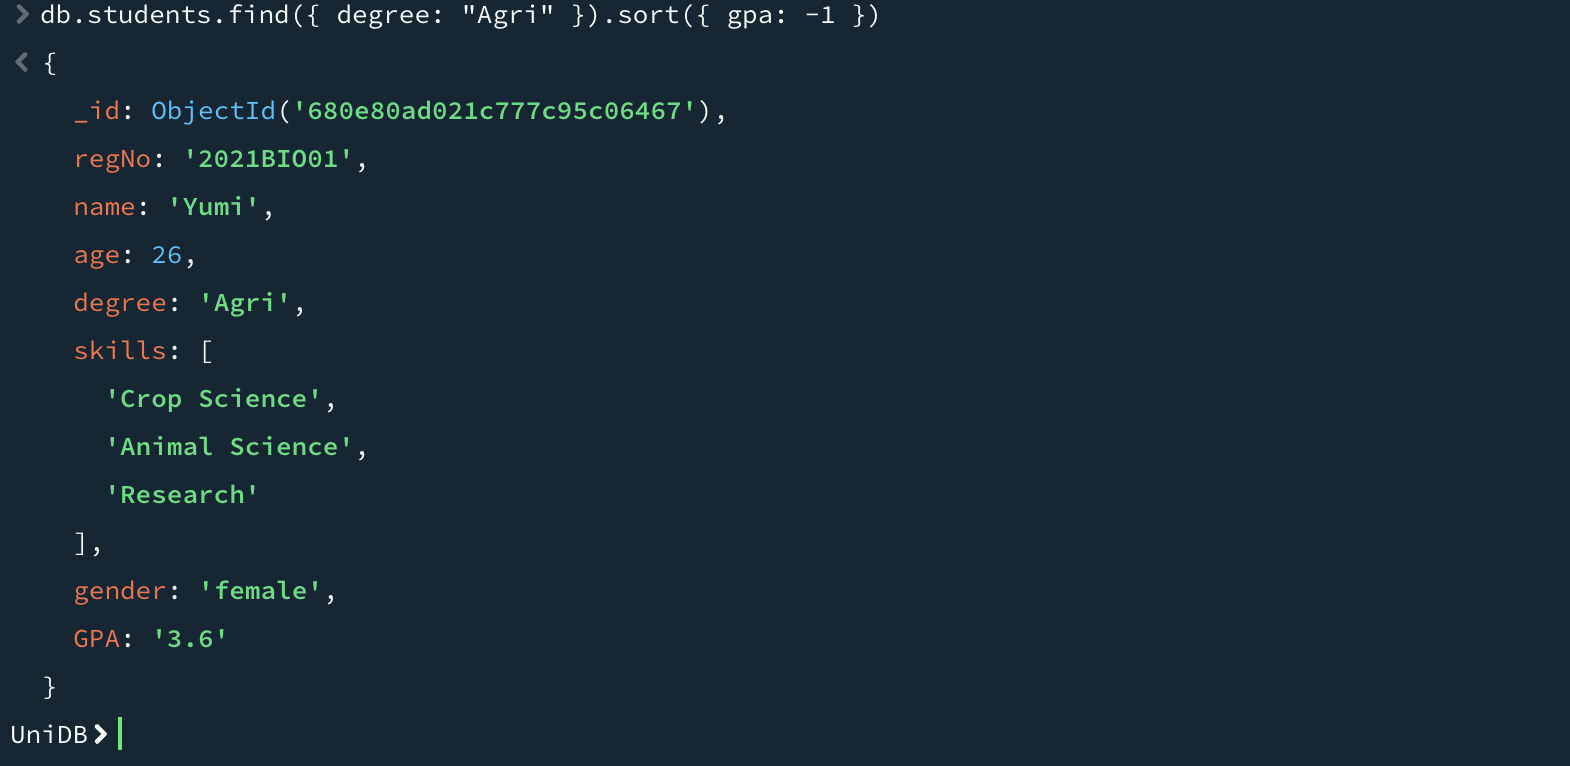 > db.students.find({ degree: "Agri" }).sort({ gpa: -1 })
< {
_id: ObjectId('680e80ad021c777c95c06467'),
regNo: '2021BIO01',
name: 'Yumi',
age: 26,
degree: 'Agri',
skills: [
'Crop Science',
'Animal Science',
'Research'
],
gender: 'female',
GPA: '3.6'
}
UniDB>